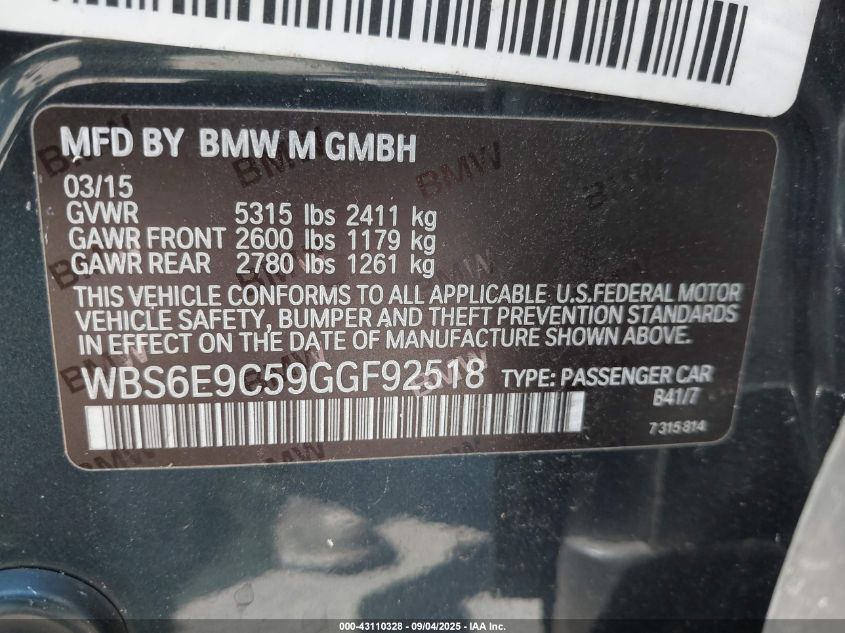 MFD BY BMW M GMBH
03/15
GVWR 5315 lbs 2411 kg
GAWR FRONT 2600 lbs 1179 kg
GAWR REAR 2780 lbs 1261 kg
THIS VEHICLE CONFORMS TO ALL APPLICABLE U.S.FEDERAL MOTOR
VEHICLE SAFETY, BUMPER AND THEFT PREVENTION STANDARDS
IN EFFECT ON THE DATE OF MANUFACTURE SHOWN ABOVE.
WBS6E9C59GGF92518 TYPE: PASSENGER CAR
B41/7
7315814
000-43110328 - 09/04/2025 - IAA Inc.